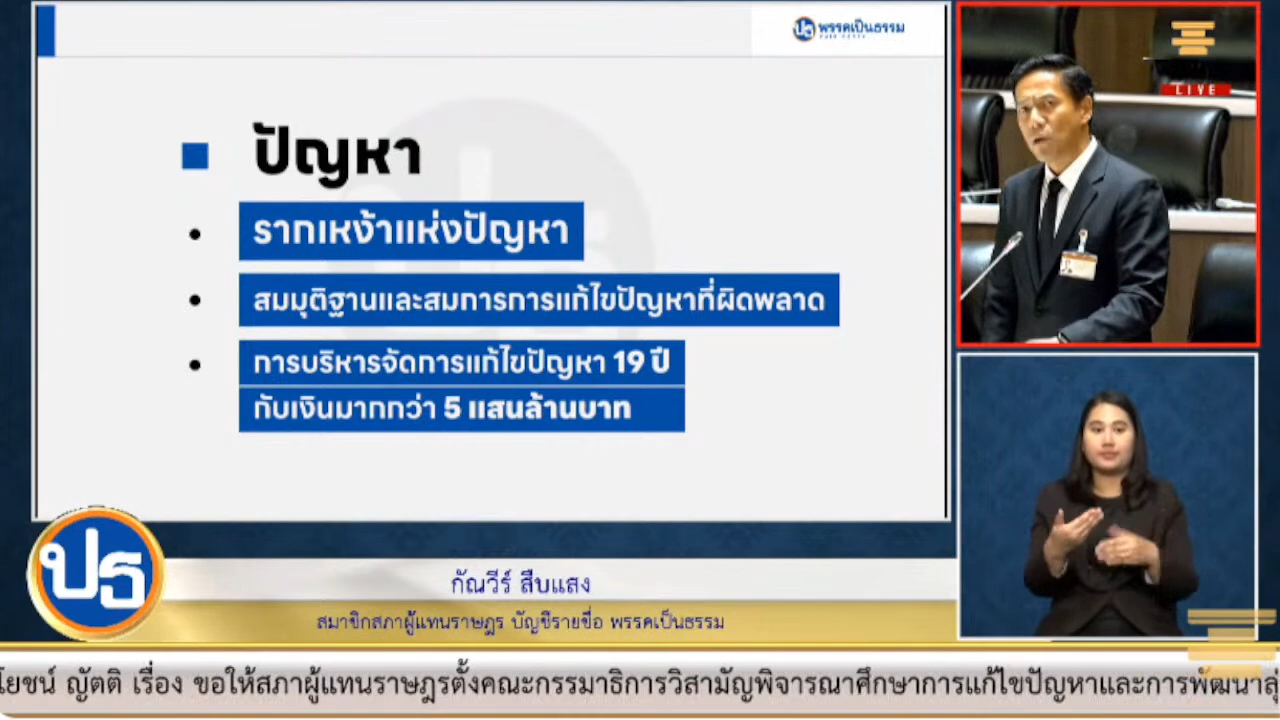 ปธ พรรคเป็นธรรม
ปัญหา
รากเหง้าแห่งปัญหา
สมมุติฐานและสมการการแก้ไขปัญหาที่ผิดพลาด
การบริหารจัดการแก้ไขปัญหา 19 ปี
กับเงินมากกว่า 5 แสนล้านบาท
LIVE
ปธ
กัณวีร์ สืบแสง
สมาชิกสภาผู้แทนราษฎร บัญชีรายชื่อ พรรคเป็นธรรม
โยชน์ ญัตติ เรื่อง ขอให้สภาผู้แทนราษฎรตั้งคณะกรรมาธิการวิสามัญพิจารณาศึกษาการแก้ไขปัญหาและการพัฒนาลุ่